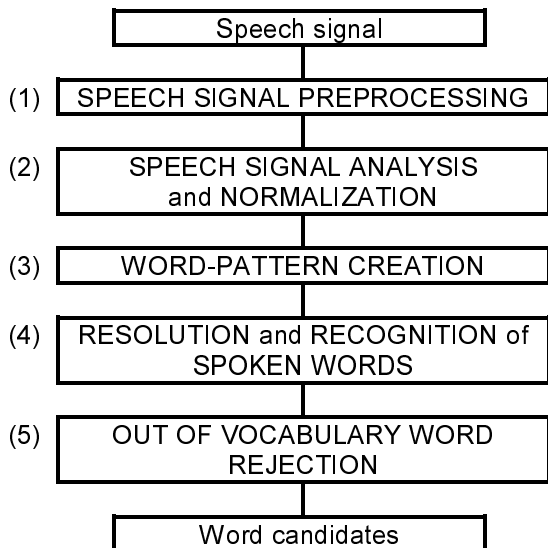 Speech signal
(1) SPEECH SIGNAL PREPROCESSING
(2) SPEECH SIGNAL ANALYSIS
and NORMALIZATION
(3) WORD-PATTERN CREATION
(4) RESOLUTION and RECOGNITION of
SPOKEN WORDS
(5) OUT OF VOCABULARY WORD
REJECTION
Word candidates